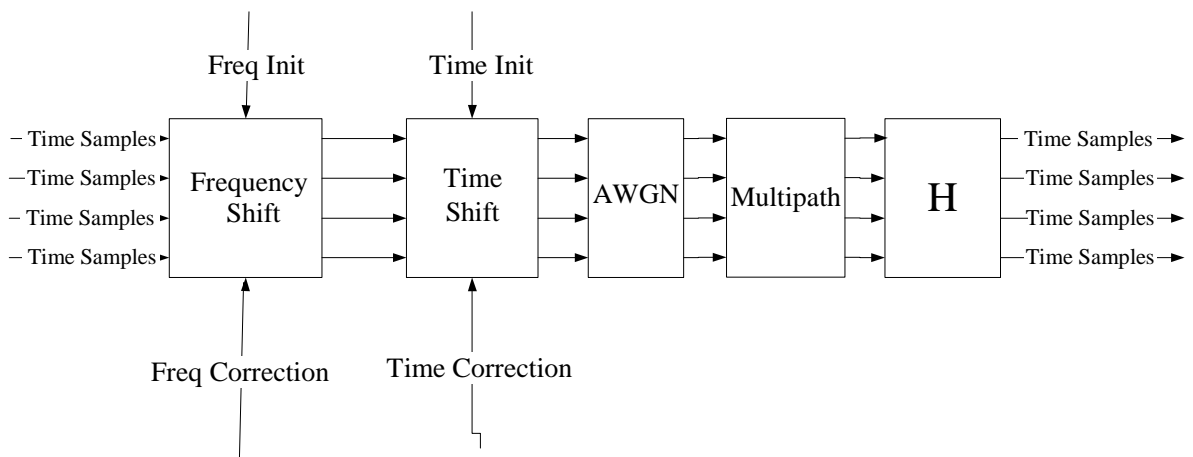 Freq Init
Time Init
Time Samples
Time Samples
Time Samples
Time Samples
Frequency
Shift
Time
Shift
AWGN
Multipath
H
Time Samples
Time Samples
Time Samples
Time Samples
Freq Correction
Time Correction